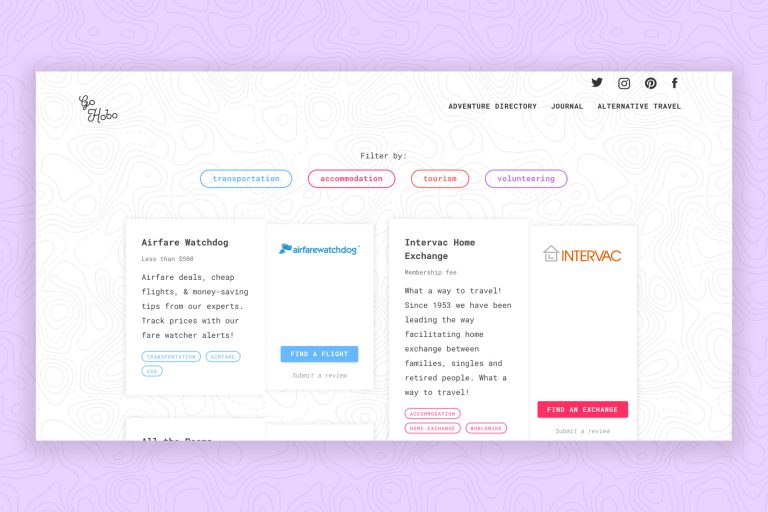 Go
Hobo
ADVENTURE DIRECTORY JOURNAL ALTERNATIVE TRAVEL
Filter by:
transportation accommodation tourism volunteering
Airfare Watchdog
Less than $500
Airfare deals, cheap
flights, & money-saving
tips from our experts.
Track prices with our
fare watcher alerts!
TRANSPORTATION AIRFARE
USA
airfarewatchdog
FIND A FLIGHT
Submit a review
Intervac Home
Exchange
Membership fee
What a way to travel!
Since 1953 we have been
leading the way
facilitating home
exchange between
families, singles and
retired people. What a
way to travel!
ACCOMMODATION
HOME EXCHANGE WORLDWIDE
INTERVAC
FIND AN EXCHANGE
Submit a review
All the Rooms